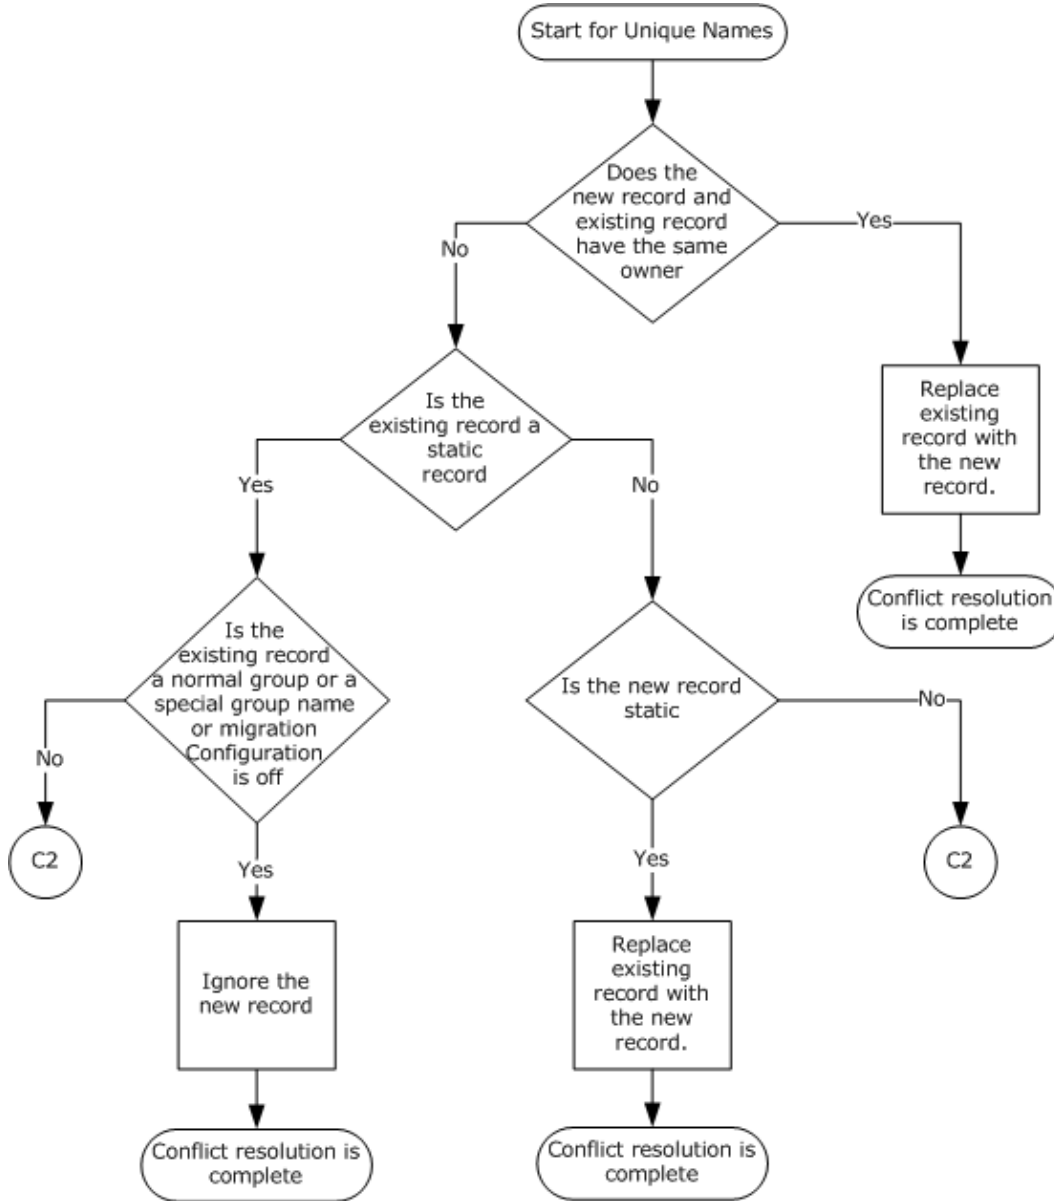 Start for Unique Names
Does the
new record and
existing record
have the same
owner
No
Yes
Is the
existing record a
static
record
Replace
existing
record with
the new
record.
Yes
No
Conflict resolution
is complete
Is the
existing record
a normal group or a
special group name
or migration
Configuration
is off
Is the new record
static
No
No
C2
C2
Yes
Yes
Ignore the
new record
Replace
existing
record with
the new
record.
Conflict resolution is
complete
Conflict resolution is
complete